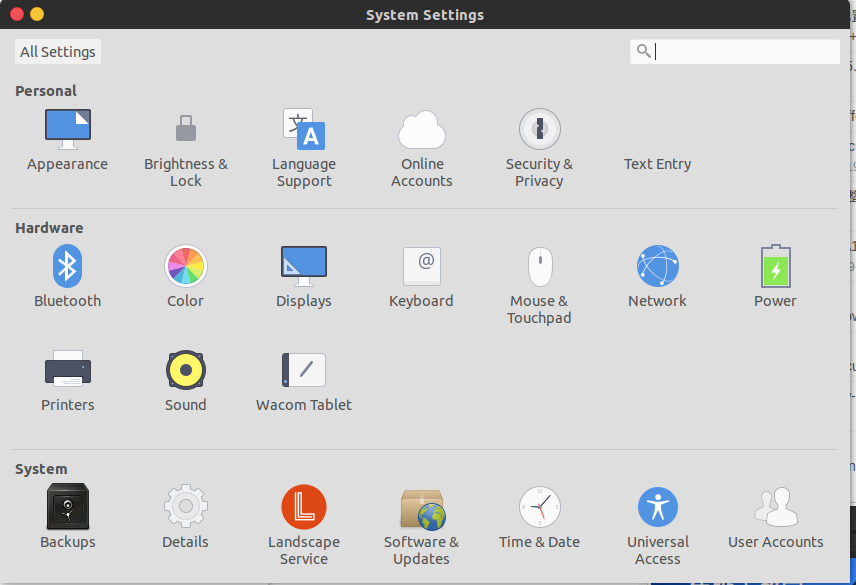 System Settings
All Settings
Personal
Appearance
Brightness &
Lock
Language
Support
Online
Accounts
Security &
Privacy
Text Entry
Hardware
Bluetooth
Color
Displays
Keyboard
Mouse &
Touchpad
Network
Power
Printers
Sound
Wacom Tablet
System
Backups
Details
Landscape
Service
Software &
Updates
Time & Date
Universal
Access
User Accounts